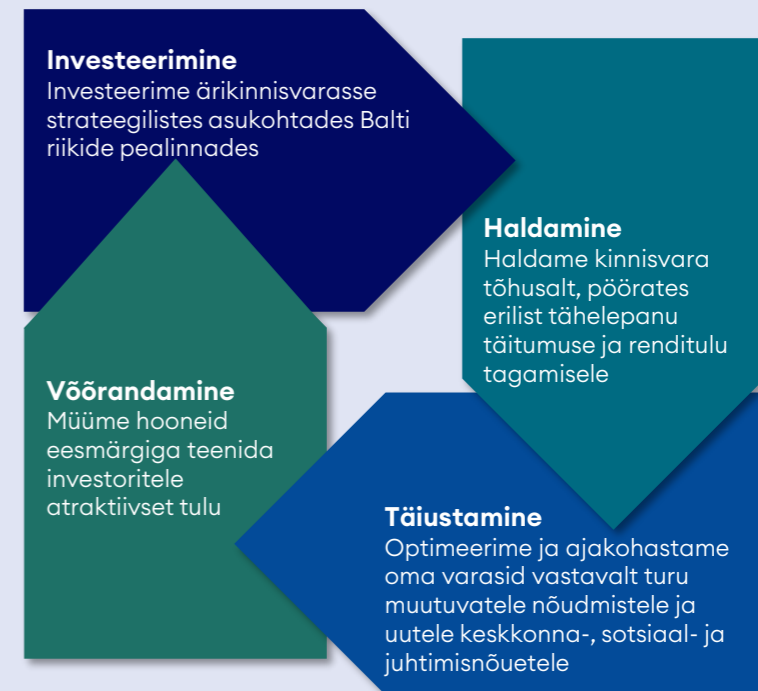 Investeerimine
Investeerime ärikinnisvarasse
strateegilistes asukohtades Balti
riikide pealinnades
Haldamine
Haldame kinnisvara
tõhusalt, pöörates
erilist tähelepanu
täitumuse ja renditulu
tagamisele
Täiustamine
Optimeerime ja ajakohastame
oma varasid vastavalt turu
muutuvatele nõudmistele ja
uutele keskkonna-, sotsiaal- ja
juhtimisnõuetele
Võõrandamine
Müüme hooneid
eesmärgiga teenida
investoritele
atraktiivset tulu